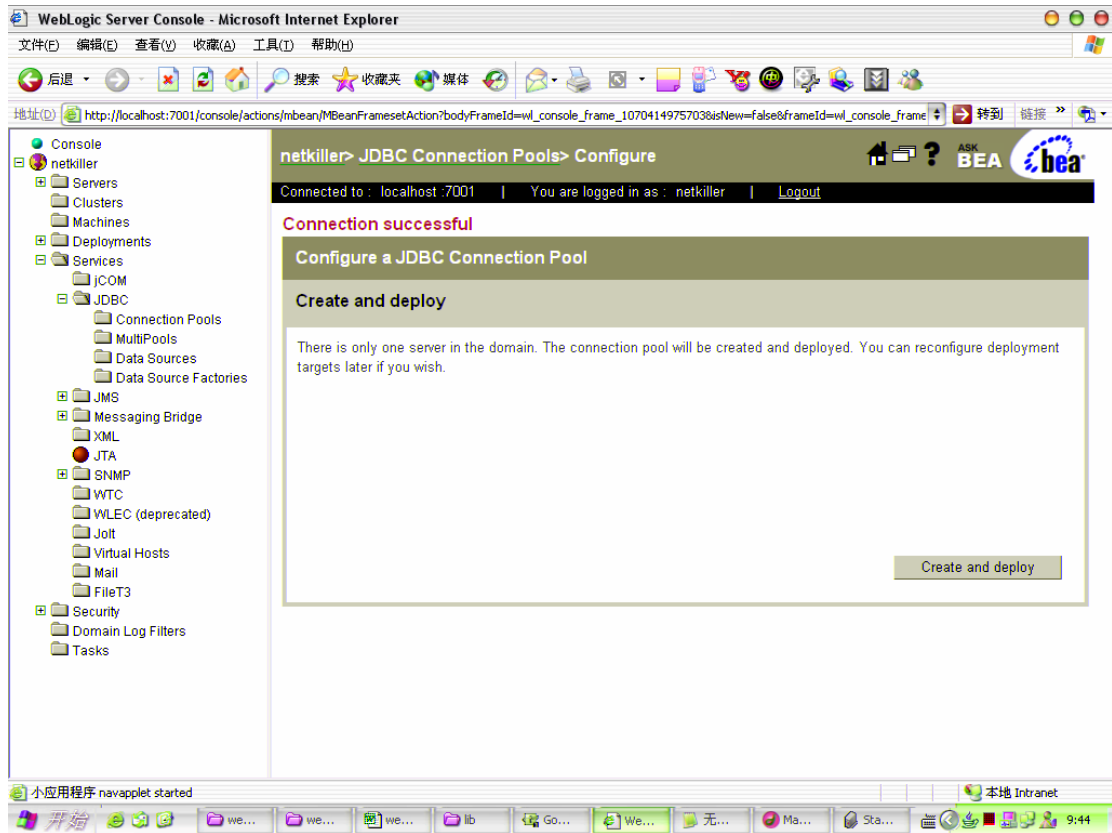 WebLogic Server Console - Microsoft Internet Explorer
文件(F) 编辑(E) 查看(V) 收藏(A) 工具(T) 帮助(H)
后退 搜索 收藏夹 媒体
地址(D) http://localhost:7001/console/actions/mbean/MBeanFramesetAction?bodyFrameId=wl_console_frame_1070414975703&isNew=false&frameId=wl_console_frame 转到 链接 »
Console
netkiller
Servers
Clusters
Machines
Deployments
Services
jCOM
JDBC
Connection Pools
MultiPools
Data Sources
Data Source Factories
JMS
Messaging Bridge
XML
JTA
SNMP
WTC
WLEC (deprecated)
Jolt
Virtual Hosts
Mail
FileT3
Security
Domain Log Filters
Tasks
netkiller> JDBC Connection Pools> Configure
? ASK BEA bea
Connected to : localhost :7001 | You are logged in as : netkiller | Logout
Connection successful
Configure a JDBC Connection Pool
Create and deploy
There is only one server in the domain. The connection pool will be created and deployed. You can reconfigure deployment
targets later if you wish.
Create and deploy
小应用程序 navapplet started 本地 Intranet
开始 we... we... we... lib Go... We... 无... Ma... Sta... 9:44